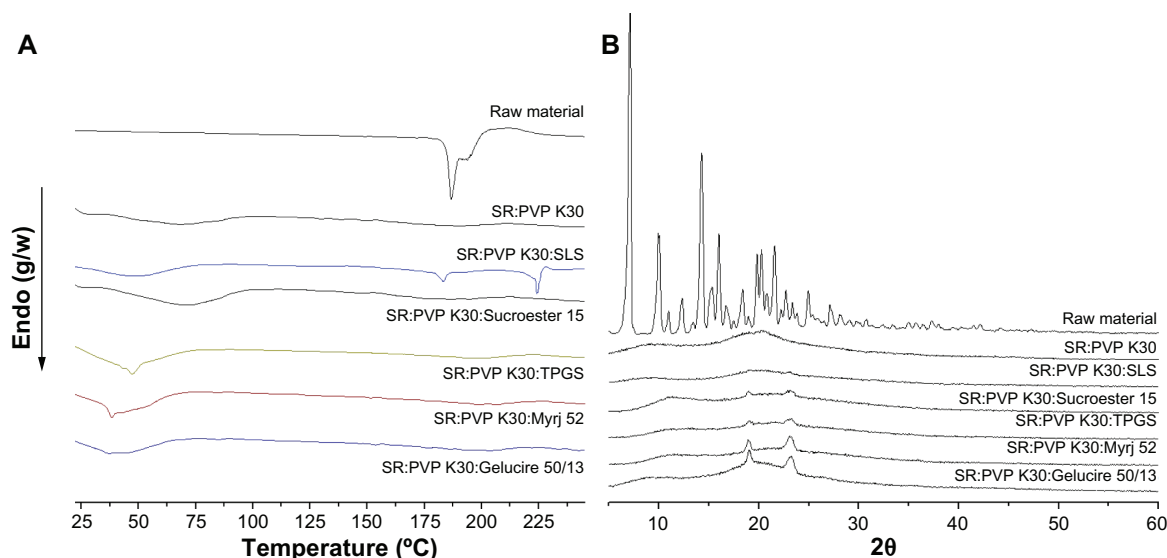 A
Raw material
SR:PVP K30
SR:PVP K30:SLS
SR:PVP K30:Sucroester 15
SR:PVP K30:TPGS
SR:PVP K30:Myrj 52
SR:PVP K30:Gelucire 50/13
Endo (g/w)
25 50 75 100 125 150 175 200 225
Temperature (ºC)
B
Raw material
SR:PVP K30
SR:PVP K30:SLS
SR:PVP K30:Sucroester 15
SR:PVP K30:TPGS
SR:PVP K30:Myrj 52
SR:PVP K30:Gelucire 50/13
10 20 30 40 50 60
2θ